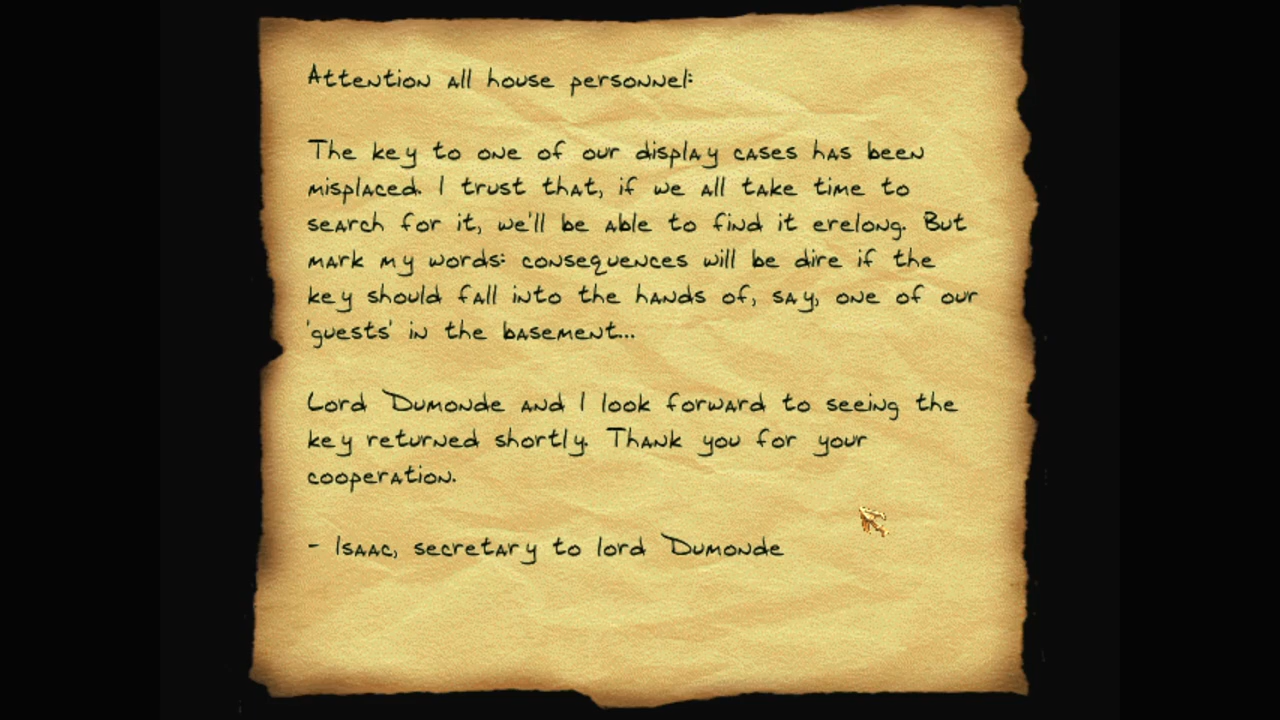 Attention all house personnel:
The key to one of our display cases has been
misplaced. I trust that, if we all take time to
search for it, we'll be able to find it erelong. But
mark my words: consequences will be dire if the
key should fall into the hands of, say, one of our
'guests' in the basement...
Lord Dumonde and I look forward to seeing the
key returned shortly. Thank you for your
cooperation.
- Isaac, secretary to lord Dumonde